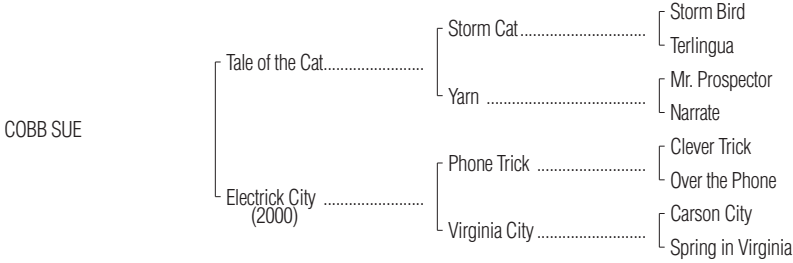 Storm Bird
Storm Cat..............................
Terlingua
Tale of the Cat........................
Mr. Prospector
Yarn ......................................
Narrate
COBB SUE
Clever Trick
Phone Trick ..........................
Over the Phone
Electrick City ........................
(2000)
Carson City
Virginia City ..........................
Spring in Virginia